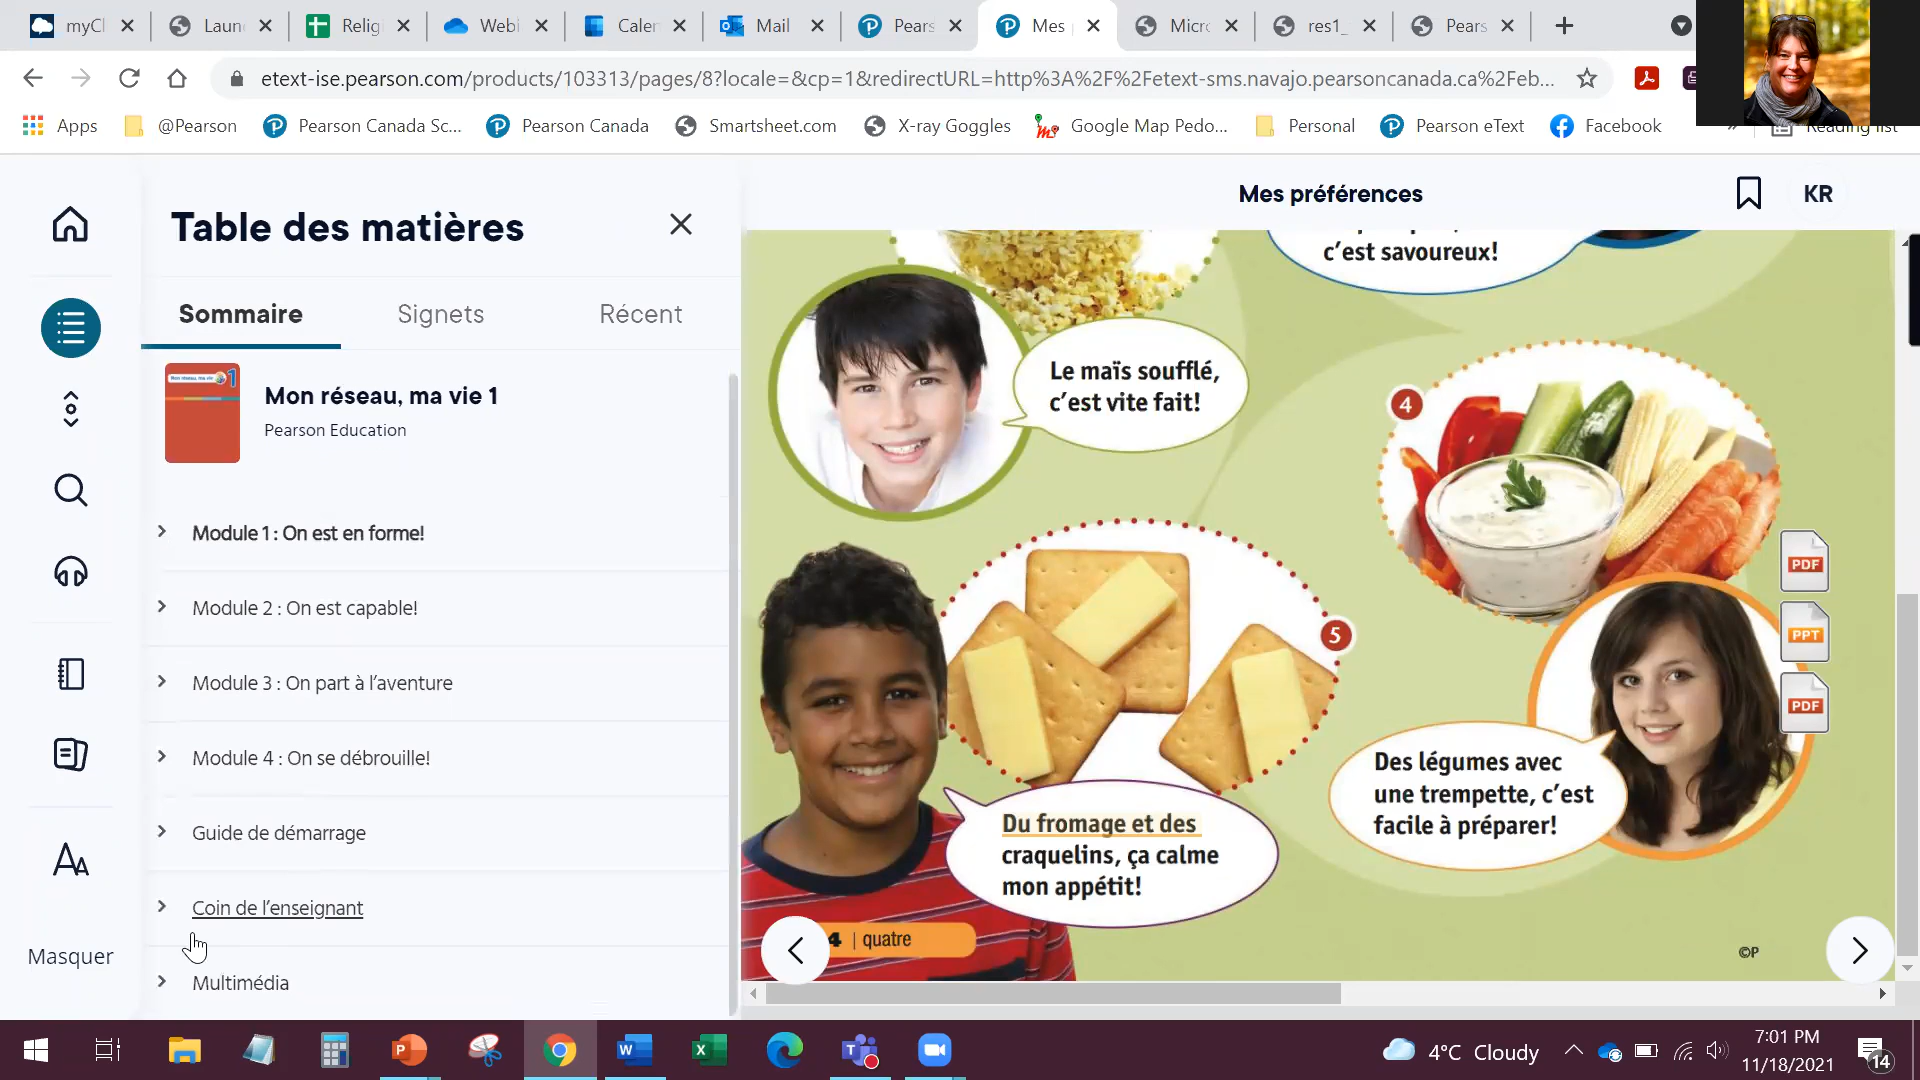 myCl
Laun
Religi
Webi
Calen
Mail
Pears
Mes
Micro
res1_
Pears
etext-ise.pearson.com/products/103313/pages/8?locale=&cp=1&redirectURL=http%3A%2F%2Fetext-sms.navajo.pearsoncanada.ca%2Feb...
Apps
@Pearson
Pearson Canada Sc...
Pearson Canada
Smartsheet.com
X-ray Goggles
Google Map Pedo...
Personal
Pearson eText
Facebook
Reading list
Table des matières
Sommaire
Signets
Récent
Mon réseau, ma vie 1
Pearson Education
Module 1 : On est en forme!
Module 2 : On est capable!
Module 3 : On part à l'aventure
Module 4 : On se débrouille!
Guide de démarrage
Coin de l'enseignant
Multimédia
Masquer
Mes préférences
KR
c'est savoureux!
Le maïs soufflé,
c'est vite fait!
4
5
PDF
PPT
PDF
Des légumes avec
une trempette, c'est
facile à préparer!
Du fromage et des
craquelins, ça calme
mon appétit!
4 | quatre
©P
4°C Cloudy
7:01 PM
11/18/2021
14